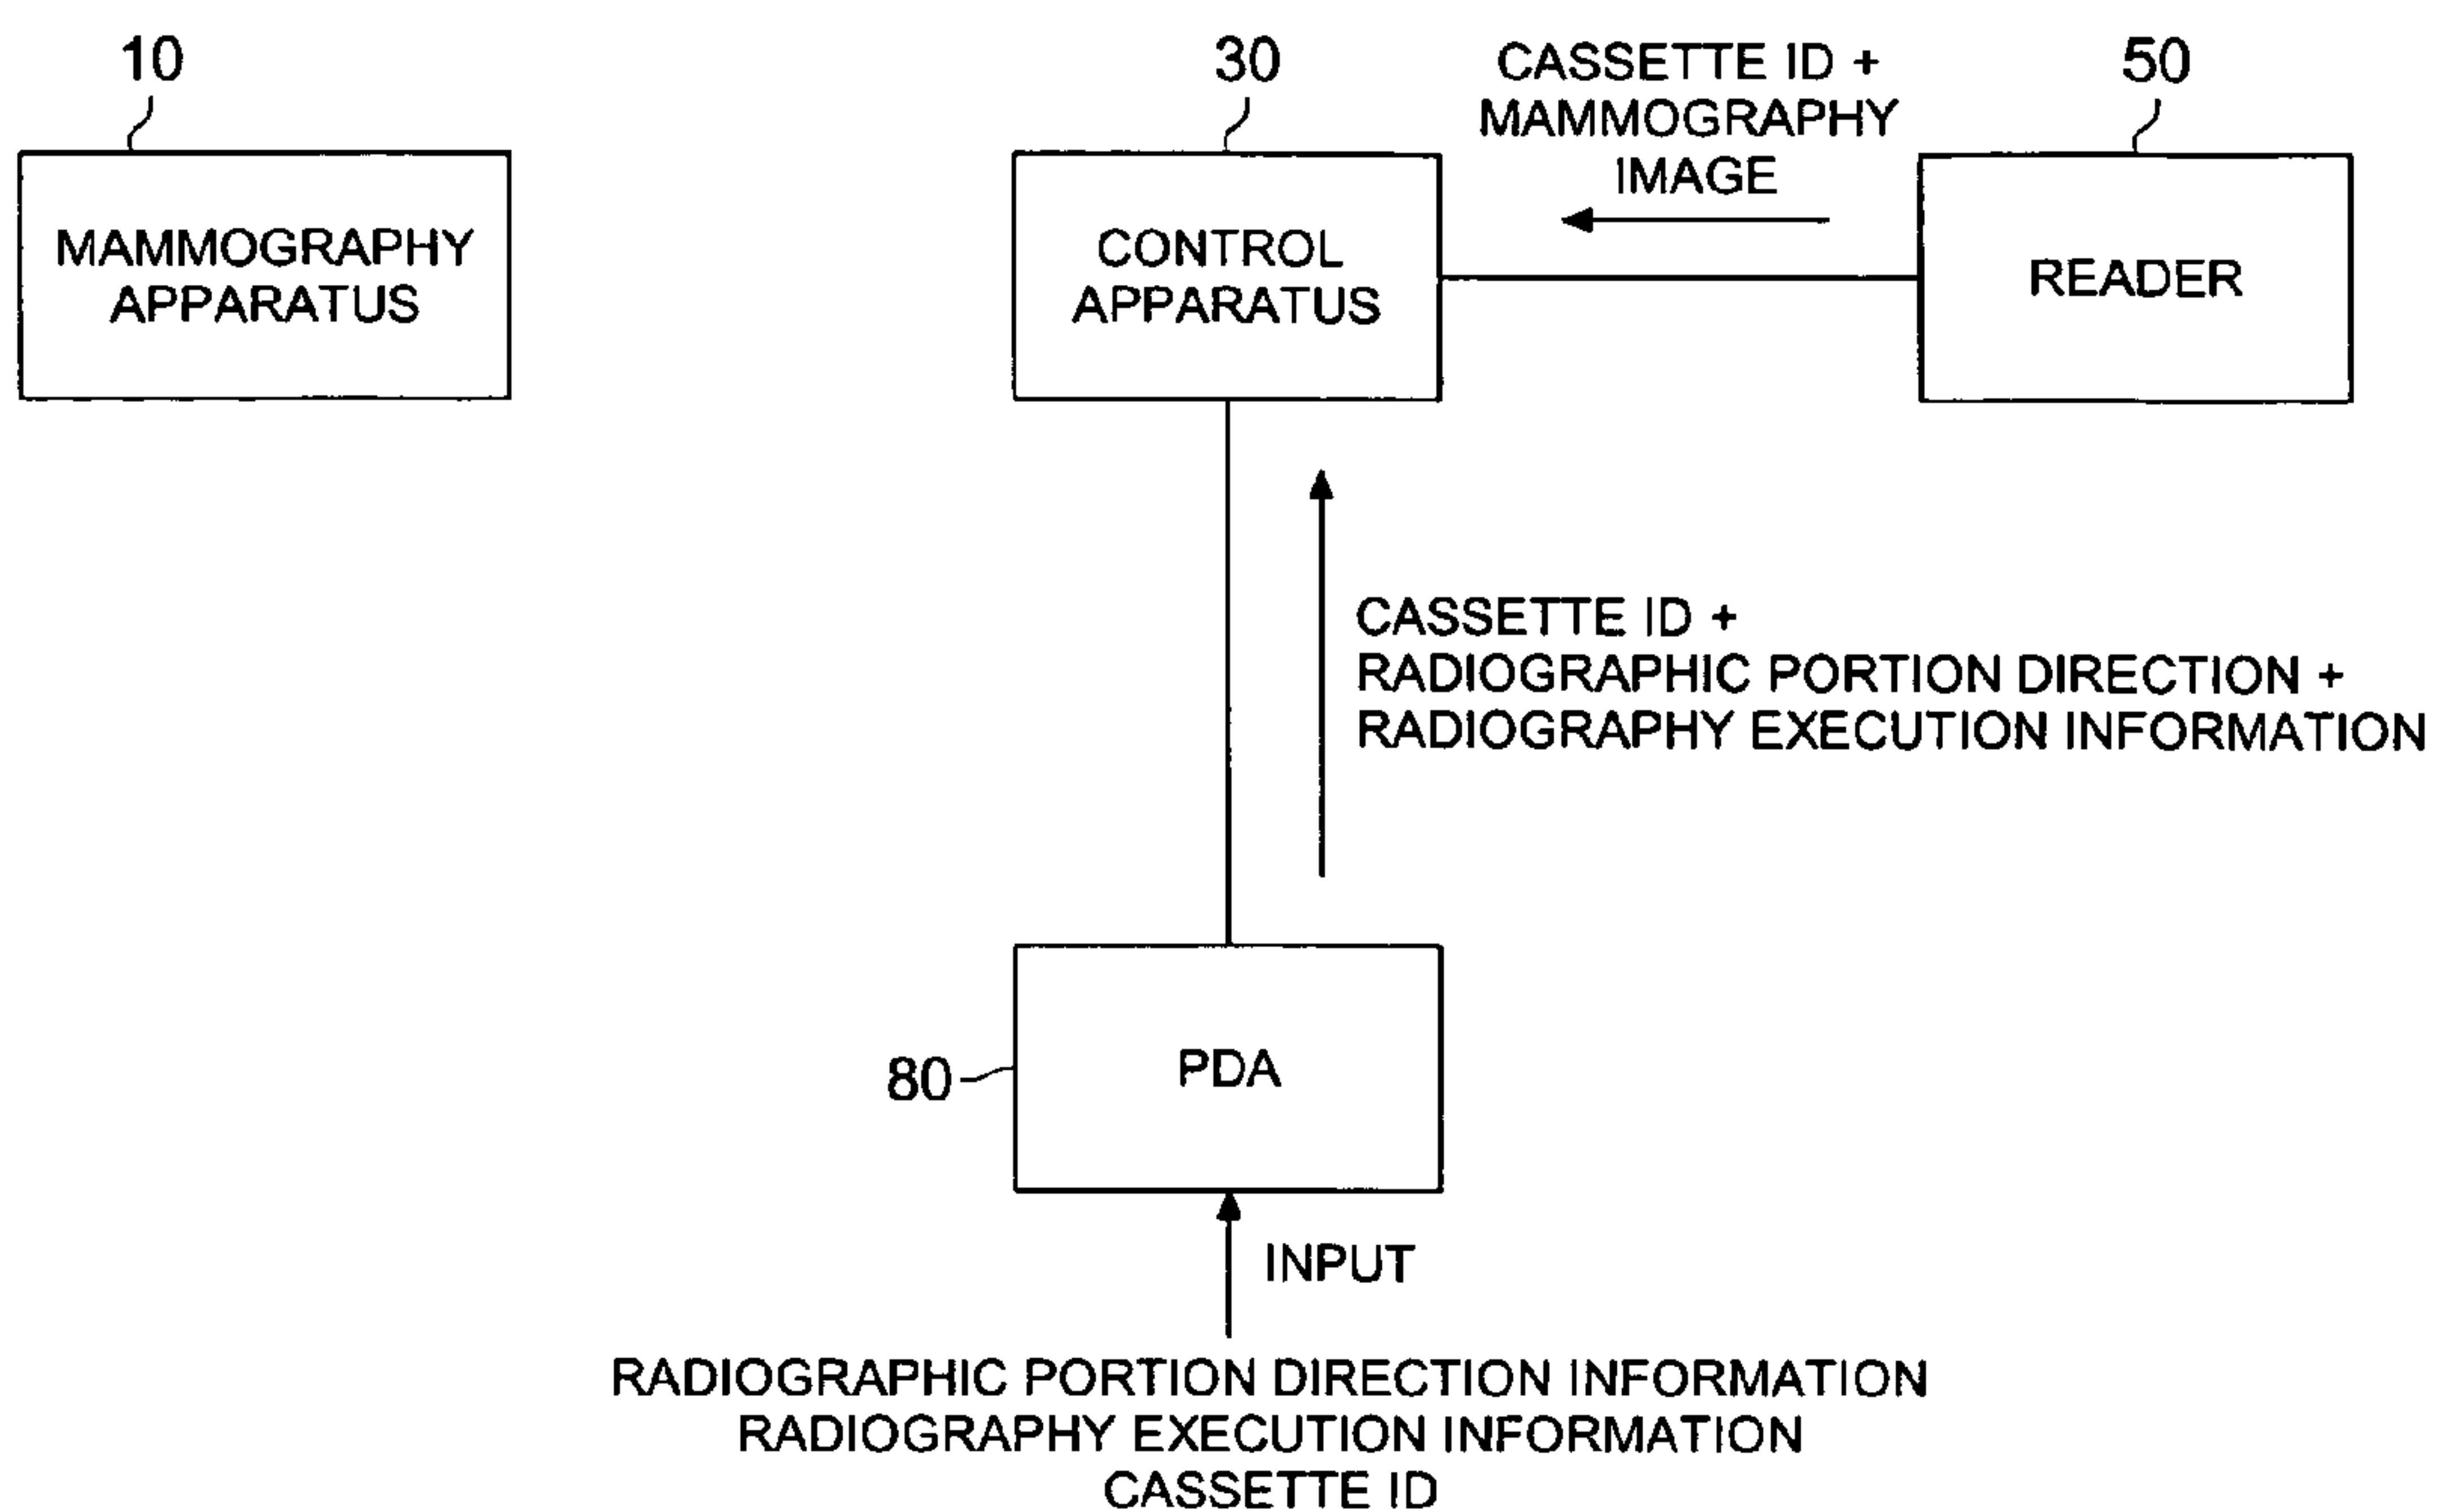 10
30
CASSETTE ID +
MAMMOGRAPHY
IMAGE
50
MAMMOGRAPHY
APPARATUS
CONTROL
APPARATUS
READER
CASSETTE ID +
RADIOGRAPHIC PORTION DIRECTION +
RADIOGRAPHY EXECUTION INFORMATION
80
PDA
INPUT
RADIOGRAPHIC PORTION DIRECTION INFORMATION
RADIOGRAPHY EXECUTION INFORMATION
CASSETTE ID